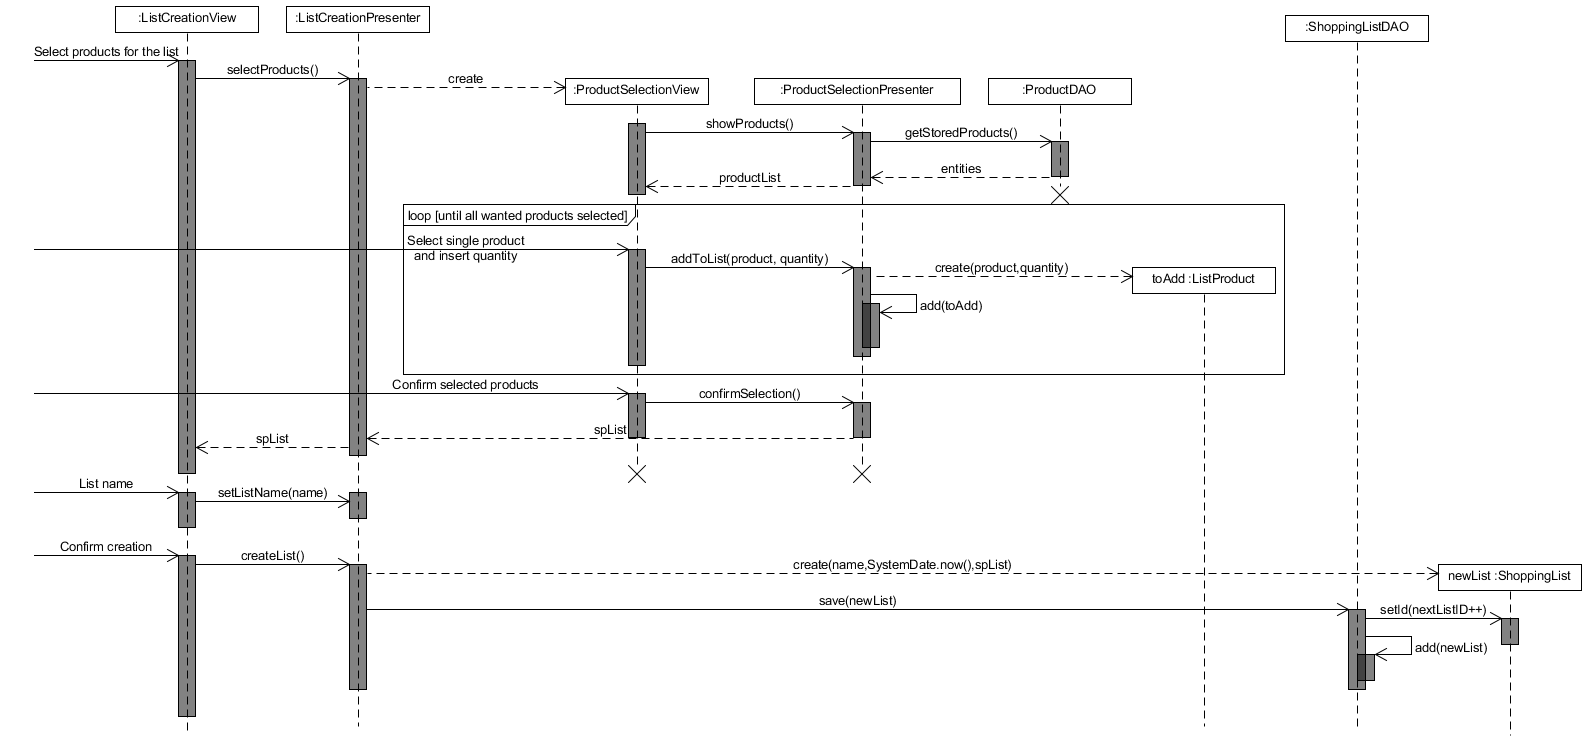 :ListCreationView
:ListCreationPresenter
:ShoppingListDAO
Select products for the list
selectProducts()
create
:ProductSelectionView
:ProductSelectionPresenter
:ProductDAO
showProducts()
getStoredProducts()
entities
productList
loop [until all wanted products selected]
Select single product
and insert quantity
addToList(product, quantity)
create(product,quantity)
toAdd :ListProduct
add(toAdd)
Confirm selected products
confirmSelection()
spList
spList
List name
setListName(name)
Confirm creation
createList()
create(name,SystemDate.now(),spList)
newList :ShoppingList
save(newList)
setId(nextListID++)
add(newList)